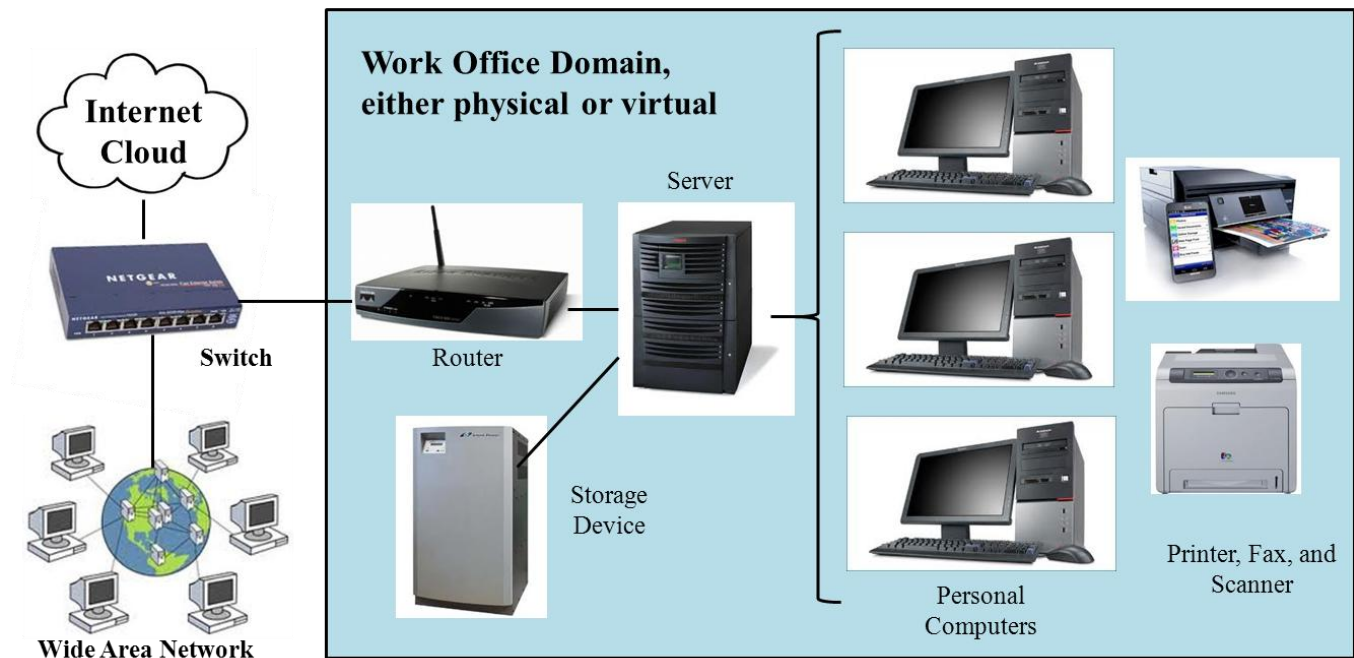 Internet
Cloud
Work Office Domain,
either physical or virtual
Server
NETGEAR
NETGEAR
Switch
Router
Storage
Device
Wide Area Network
Personal
Computers
Printer, Fax, and
Scanner